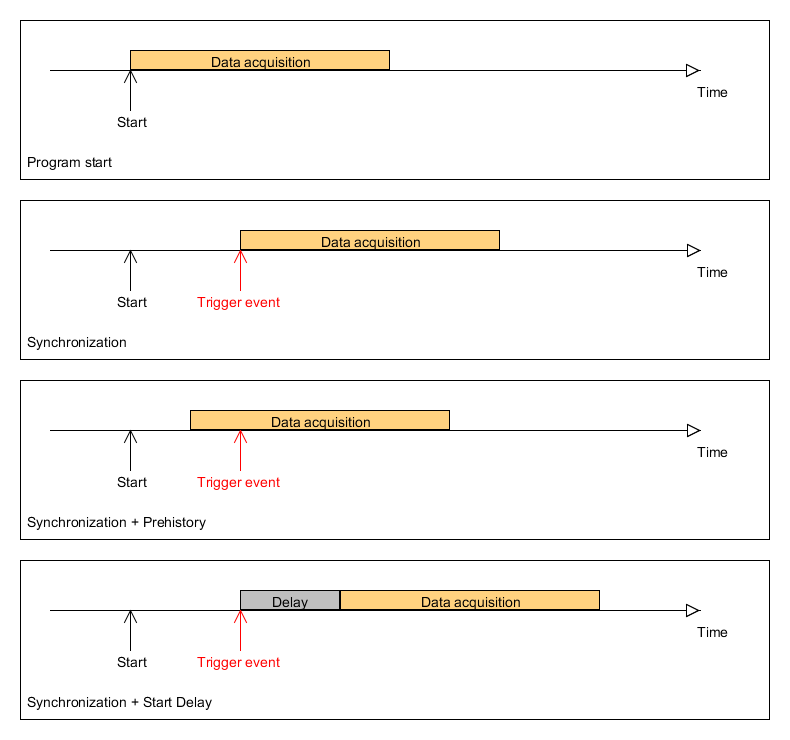 Data acquisition
Time
Start
Program start
Data acquisition
Time
Start Trigger event
Synchronization
Data acquisition
Time
Start Trigger event
Synchronization + Prehistory
Delay Data acquisition
Time
Start Trigger event
Synchronization + Start Delay